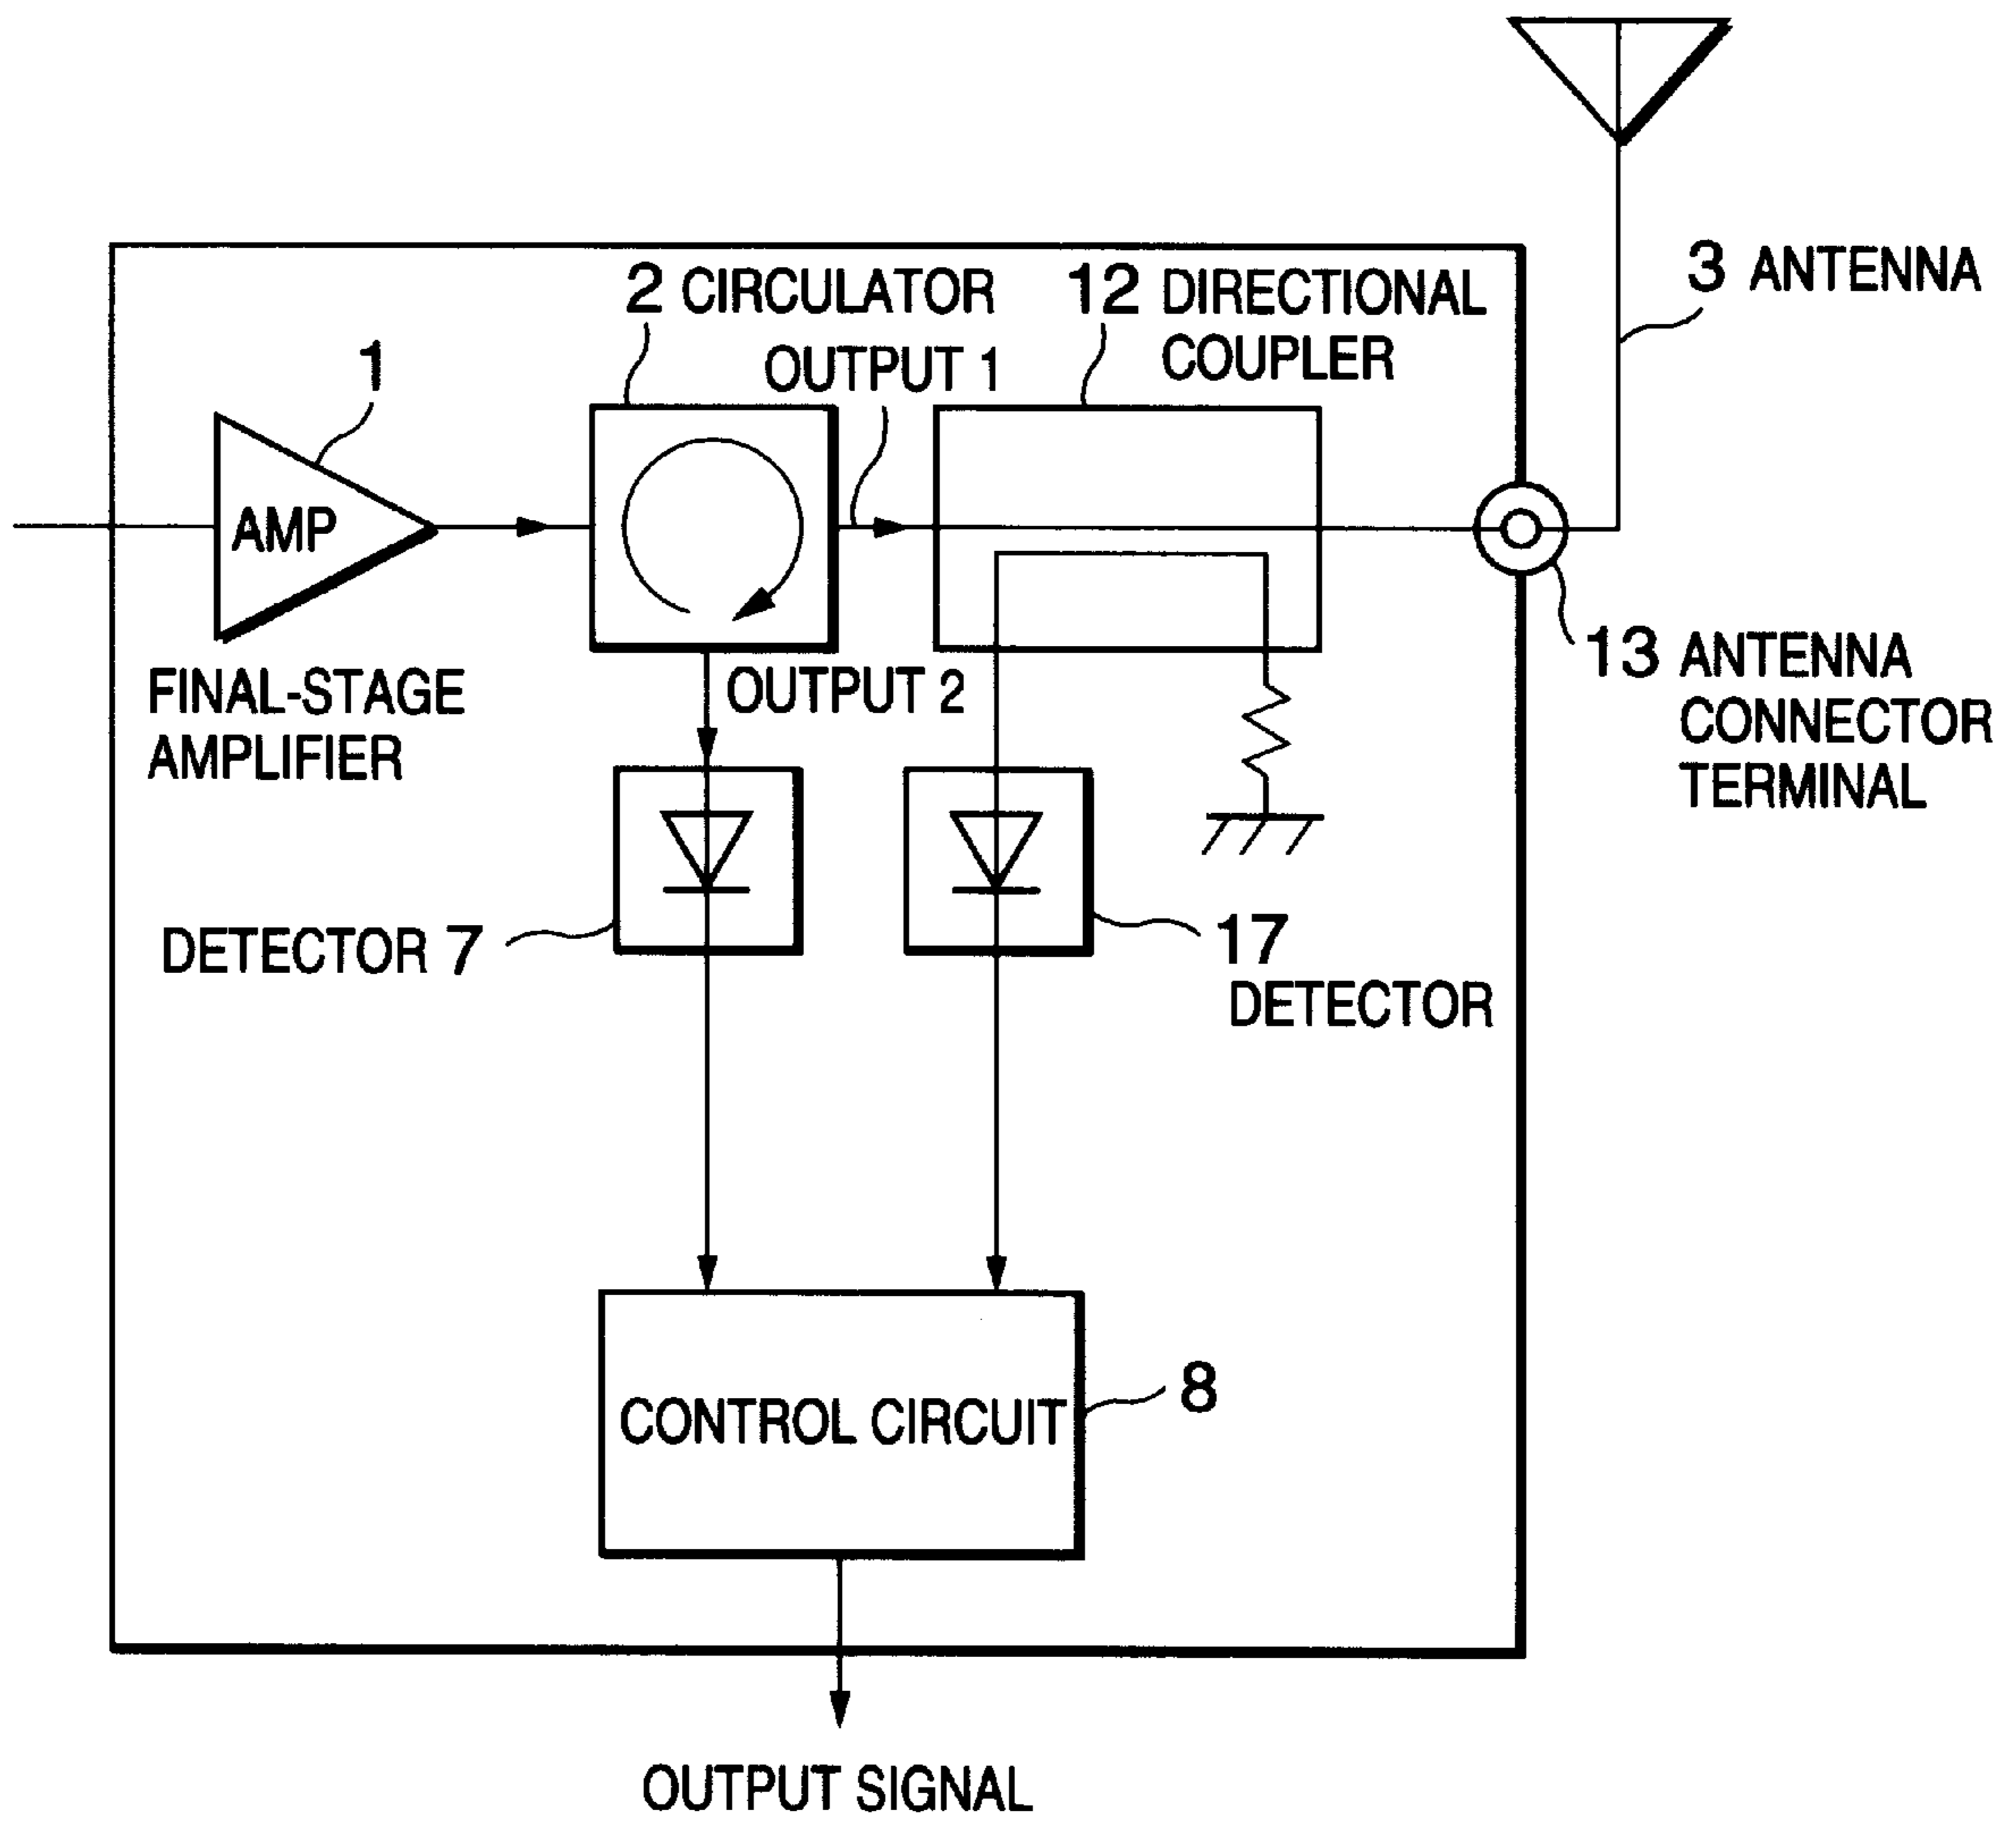 3 ANTENNA
2 CIRCULATOR
12 DIRECTIONAL
COUPLER
OUTPUT 1
1
AMP
FINAL-STAGE
AMPLIFIER
OUTPUT 2
13 ANTENNA
CONNECTOR
TERMINAL
DETECTOR 7
17
DETECTOR
CONTROL CIRCUIT
8
OUTPUT SIGNAL